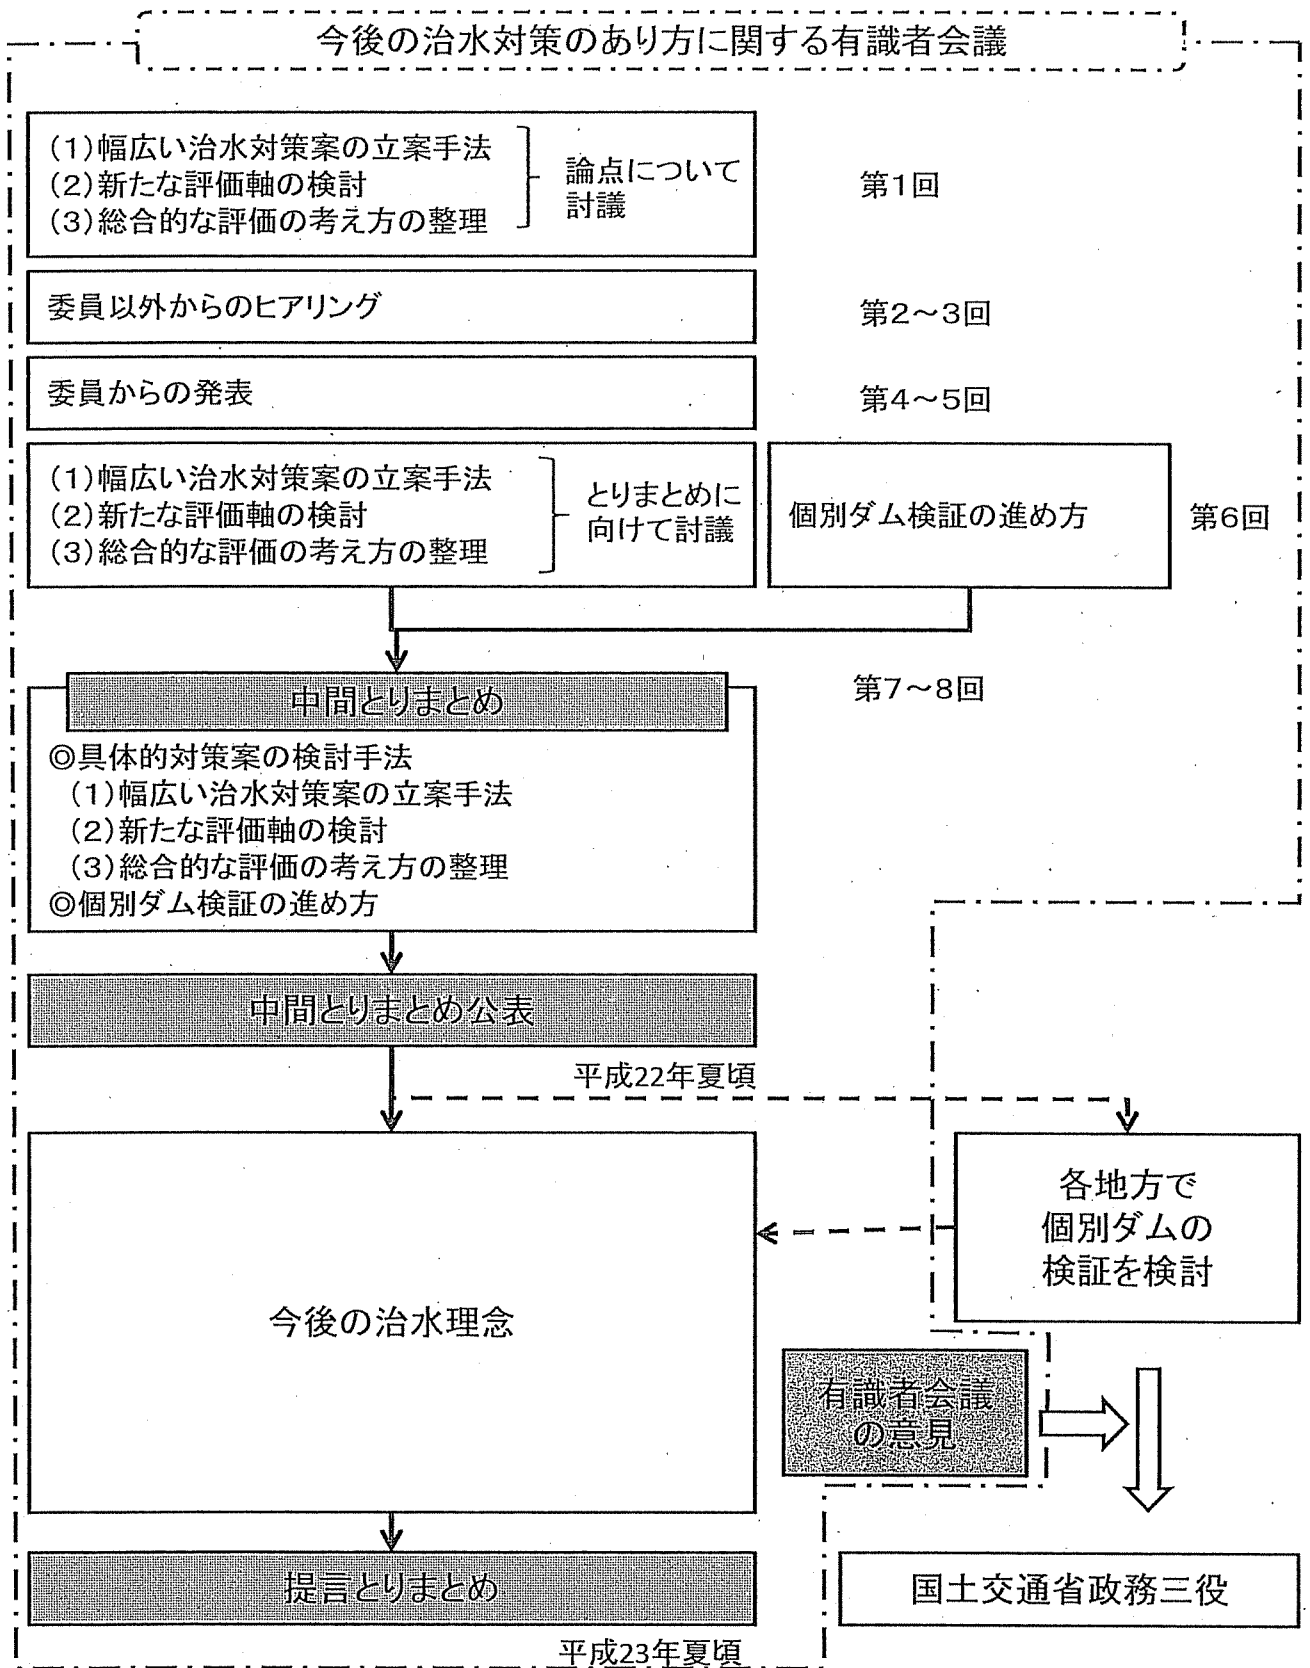 今後の治水対策のあり方に関する有識者会議
(1)幅広い治水対策案の立案手法
(2)新たな評価軸の検討
(3)総合的な評価の考え方の整理
論点について
討議
第1回
委員以外からのヒアリング
第2～3回
委員からの発表
第4～5回
(1)幅広い治水対策案の立案手法
(2)新たな評価軸の検討
(3)総合的な評価の考え方の整理
とりまとめに
向けて討議
個別ダム検証の進め方
第6回
中間とりまとめ
第7～8回
◎具体的対策案の検討手法
(1)幅広い治水対策案の立案手法
(2)新たな評価軸の検討
(3)総合的な評価の考え方の整理
◎個別ダム検証の進め方
中間とりまとめ公表
平成22年夏頃
各地方で
個別ダムの
検証を検討
今後の治水理念
有識者会議
の意見
提言とりまとめ
国土交通省政務三役
平成23年夏頃